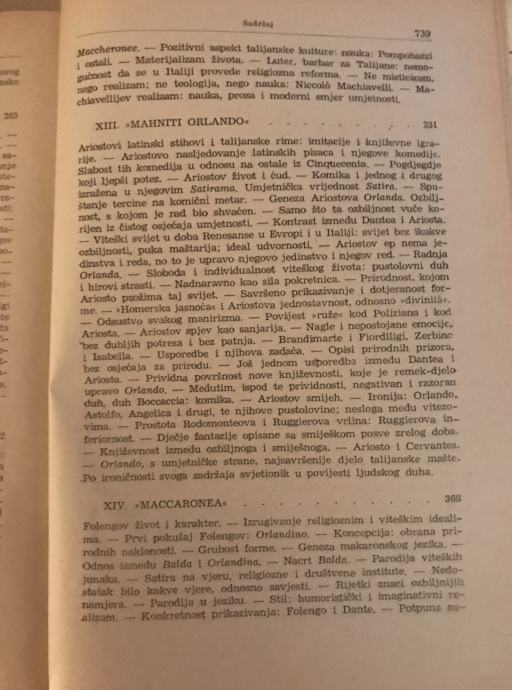 Sadržaj
739
Maccheronee. — Pozitivni aspekt talijanske kulture: nauka: Pomponazzi
i ostali. — Materijalizam života. — Luter, barbar za Talijane: nemo-
gućnost da se u Italiji provede religiozna reforma. — Ne misticizam,
nego realizam; ne teologija, nego nauka: Niccolò Machiavelli. — Ma-
chiavellijev realizam: nauka, proza i moderni smjer umjetnosti.
XIII. »MAHNITI ORLANDO« . . . . . . . . . . 331
Ariostovi latinski stihovi i talijanske rime: imitacije i književne igra-
rije. — Ariostovo nasljedovanje latinskih pisaca i njegove komedije.
Slabost tih komedija u odnosu na ostale iz Cinquecenta. — Pogdjegdje
koji ljepši potez. — Ariostov život i ćud. — Komika i jednog i drugog
izražena u njegovim Satirama. Umjetnička vrijednost Satira. — Spu-
štanje tercine na komični metar. — Geneza Ariostova Orlanda. Ozbilj-
nost, s kojom je rad bio shvaćen. — Samo što ta ozbiljnost vuče ko-
rijen iz čistog osjećaja umjetnosti. — Kontrast između Dantea i Ariosta.
— Viteški svijet u doba Renesanse u Evropi i u Italiji: svijet bez ikakve
ozbiljnosti, puka maštarija; ideal udvornosti. — Ariostov ep nema je-
dinstva i reda, no to je upravo njegovo jedinstvo i njegov red. — Radnja
Orlanda. — Sloboda i individualnost viteškog života: pustolovni duh
i hirovi strasti. — Nadnaravno kao sila pokretnica. — Prirodnost, kojom
Ariosto prožima taj svijet. — Savršeno prikazivanje i dotjeranost for-
me. — »Homerska jasnoća« i Ariostova jednostavnost, odnosno »divinità«.
— Odsustvo svakog manirizma. — Povijest »ruže« kod Poliziana i kod
Ariosta. — Ariostov spjev kao sanjarija. — Nagle i nepostojane emocije,
bez dubljih potresa i bez patnja. — Brandimarte i Fiordiligi, Zerbino
i Isabella. — Usporedbe i njihova zadaća. — Opisi prirodnih prizora,
bez osjećaja za prirodu. — Još jednom usporedba između Dantea i
Ariosta. — Prividna površnost nove književnosti, koje je remek-djelo
upravo Orlando. — Međutim, ispod te prividnosti, negativan i razoran
duh, duh Boccaccia: komika. — Ariostov smijeh. — Ironija: Orlando,
Astolfo, Angelica i drugi, te njihove pustolovine; nesloga među vitezo-
vima. — Prostota Rodomonteova i Ruggierova vrlina: Ruggierova in-
feriornost. — Dječje fantazije opisane sa smiješkom posve zrelog doba.
— Književnost između ozbiljnoga i smiješnoga. — Ariosto i Cervantes.
— Orlando, s umjetničke strane, najsavršenije djelo talijanske mašte.
Po ironičnosti svoga sadržaja svjetionik u povijesti ljudskog duha.
XIV. »MACCARONEA« . . . . . . . . . . 363
Folengov život i karakter. — Izrugivanje religioznim i viteškim ideali-
ma. — Prvi pokušaj Folengov: Orlandino. — Koncepcija: obrana pri-
rodnih naklonosti. — Grubost forme. — Geneza makaronskog jezika. —
Odnos između Balda i Orlandina. — Nacrt Balda. — Parodija viteških
junaka. — Satira na vjeru, religiozne i društvene institute. — Nedo-
statak bilo kakve vjere, odnosno savjesti. — Rijetki znaci ozbiljnijih
namjera. — Parodija u jeziku. — Stil: humoristički i imaginativni re-
alizam. — Konkretnost prikazivanja: Folengo i Dante. — Potpuna ne-